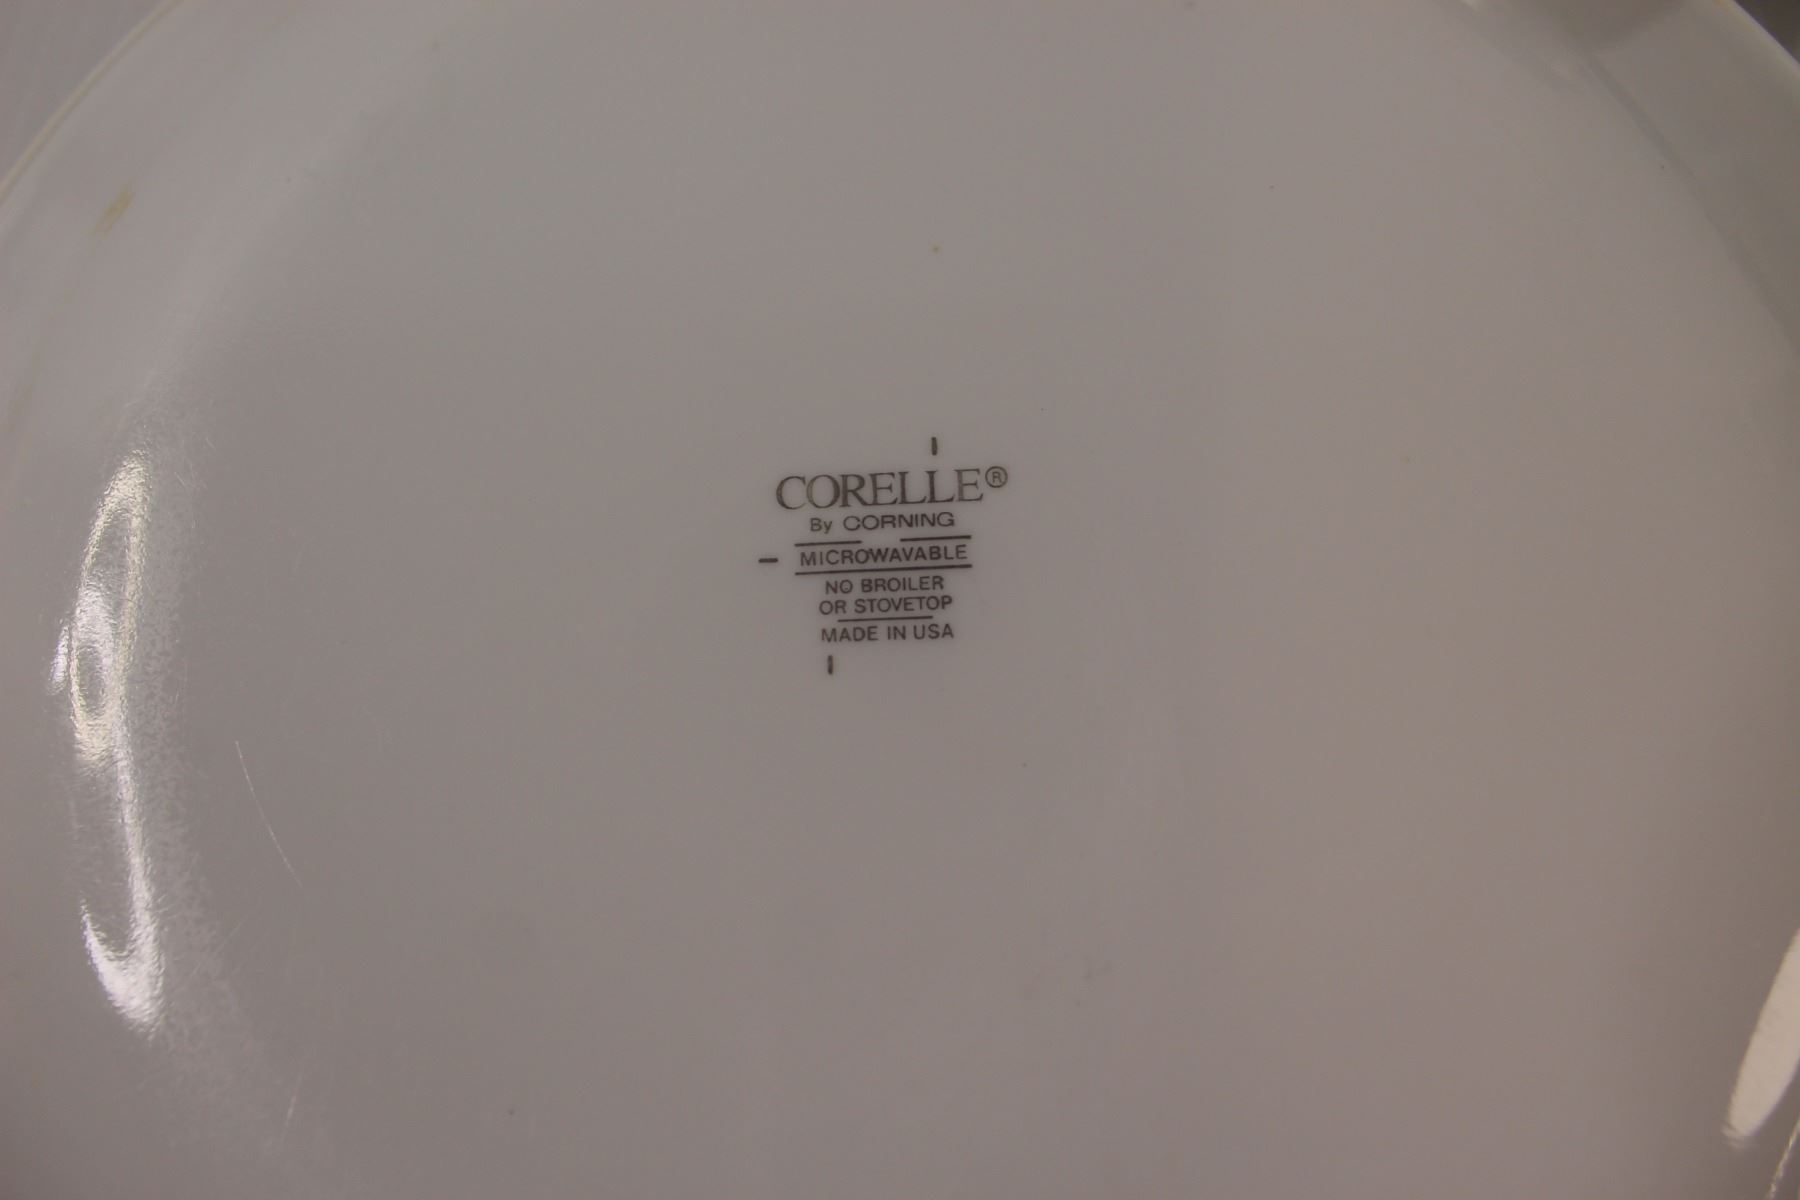 CORELLE®
By CORNING
MICROWAVABLE
NO BROILER
OR STOVETOP
MADE IN USA